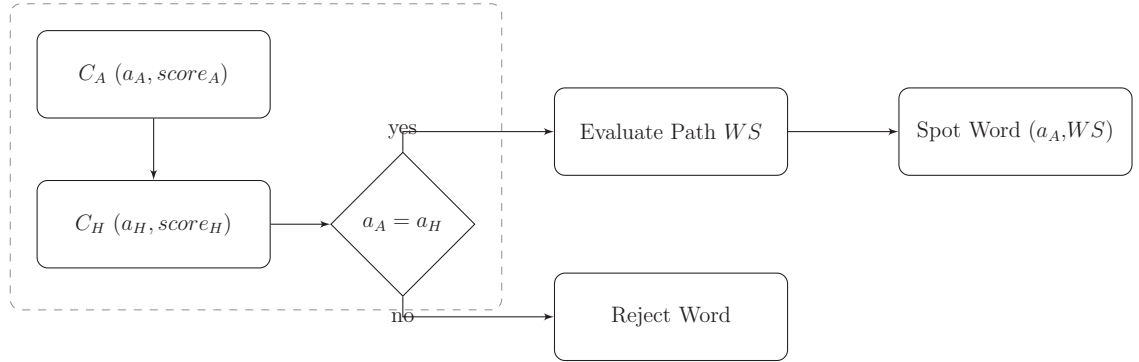 C_A (a_A, score_A)
C_H (a_H, score_H)
a_A = a_H
yes
Evaluate Path WS
Spot Word (a_A,WS)
no
Reject Word